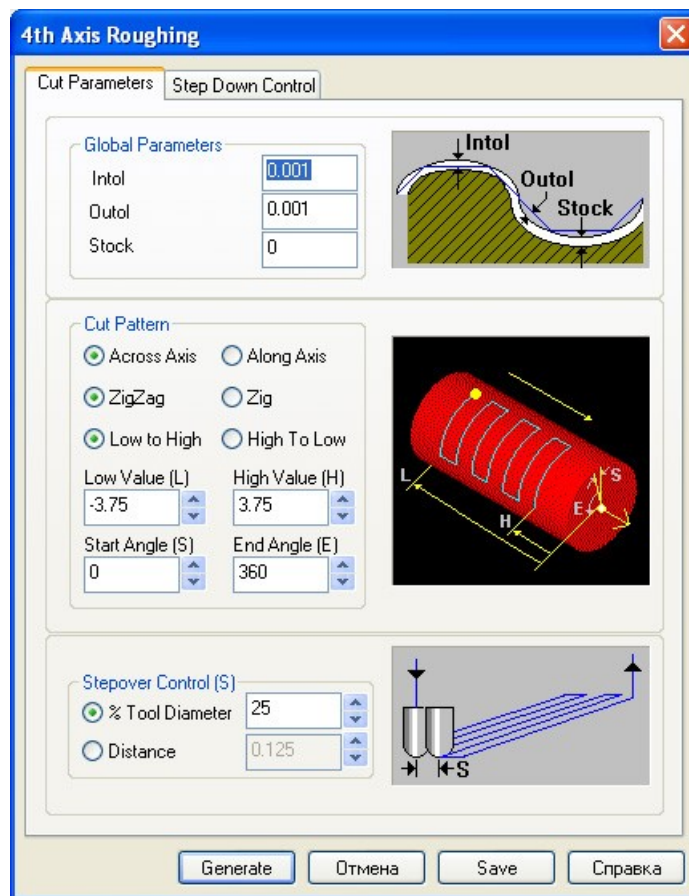 4th Axis Roughing
Cut Parameters
Step Down Control
Global Parameters
Intol
0.001
Outol
0.001
Stock
0
Intol
Outol
Stock
Cut Pattern
Across Axis
Along Axis
ZigZag
Zig
Low to High
High To Low
Low Value (L)
High Value (H)
-3.75
3.75
Start Angle (S)
End Angle (E)
0
360
L
H
S
E
Stepover Control (S)
% Tool Diameter
25
Distance
0.125
S
Generate
Отмена
Save
Справка